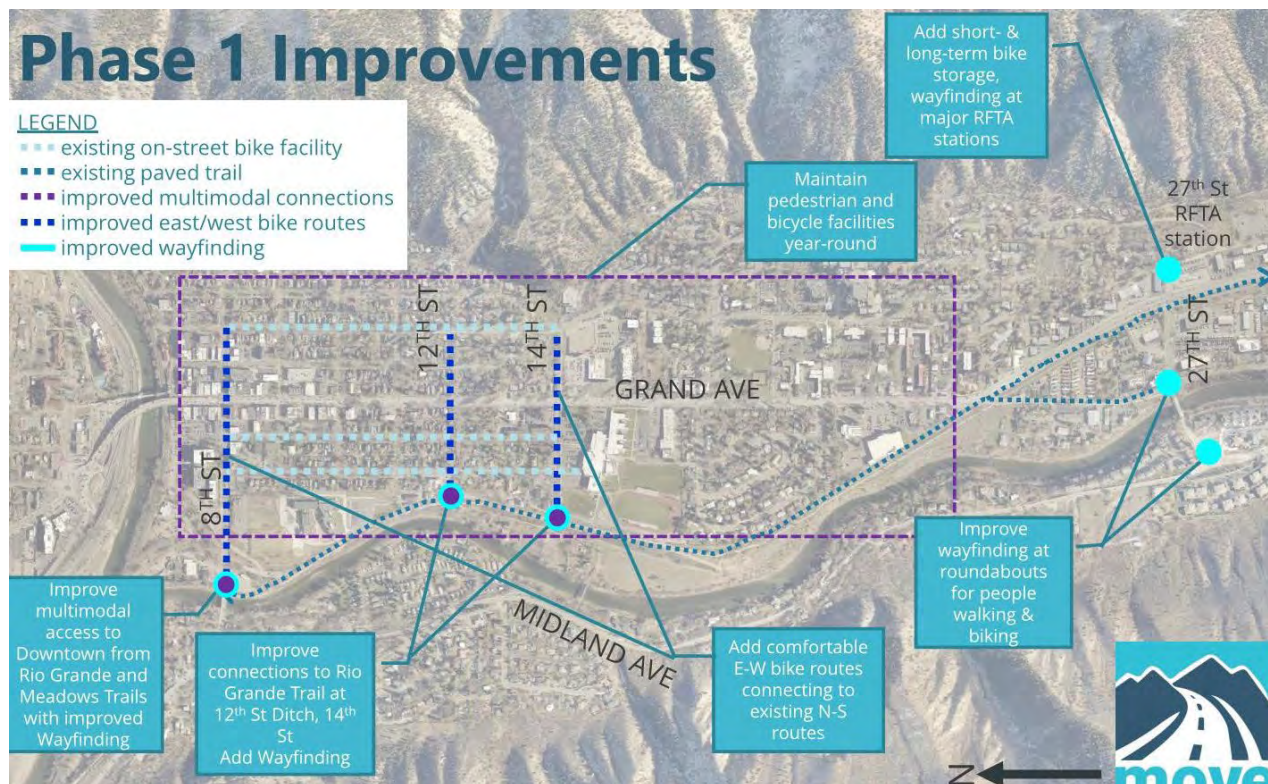 Phase 1 Improvements
LEGEND
existing on-street bike facility
existing paved trail
improved multimodal connections
improved east/west bike routes
improved wayfinding
Add short- &
long-term bike
storage,
wayfinding at
major RFTA
stations
Maintain
pedestrian and
bicycle facilities
year-round
27th St
RFTA
station
8TH ST
12TH ST
14TH ST
GRAND AVE
27TH ST
MIDLAND AVE
Improve
multimodal
access to
Downtown from
Rio Grande and
Meadows Trails
with improved
Wayfinding
Improve
connections to Rio
Grande Trail at
12th St Ditch, 14th
St
Add Wayfinding
Add comfortable
E-W bike routes
connecting to
existing N-S
routes
Improve
wayfinding at
roundabouts
for people
walking &
biking
N
move